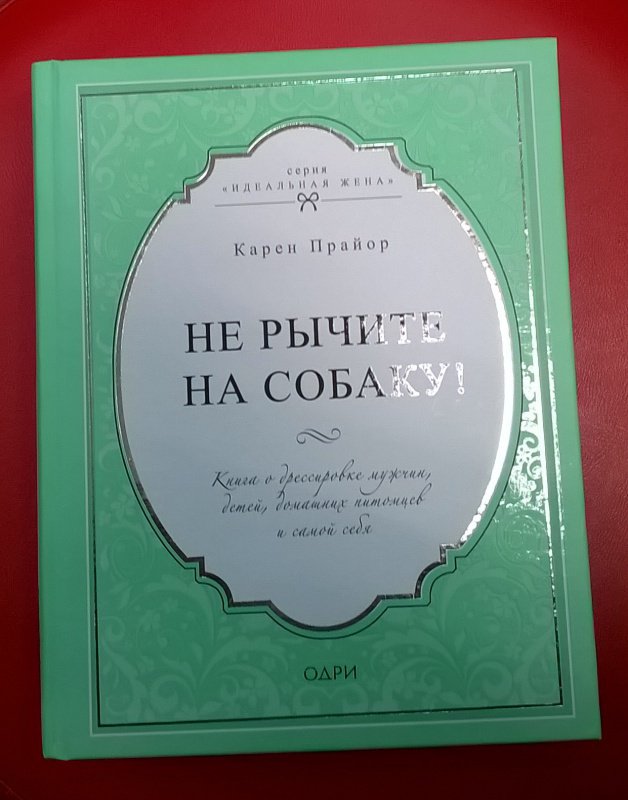 серия
«ИДЕАЛЬНАЯ ЖЕНА»
Карен Прайор
НЕ РЫЧИТЕ
НА СОБАКУ!
Книга о дрессировке мужчин,
детей, домашних питомцев
и самой себя
ОДРИ